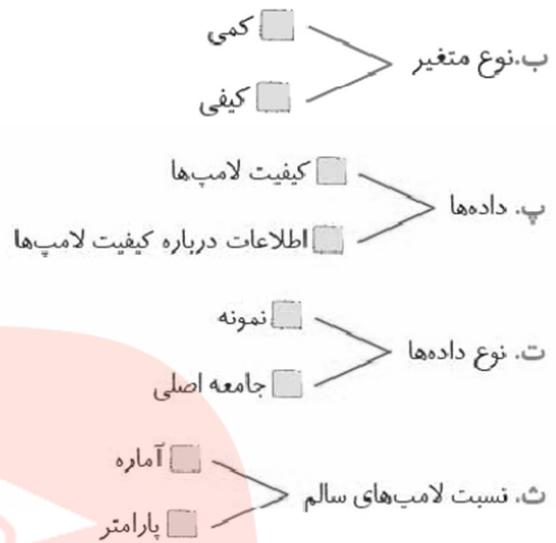 ب. نوع متغیر
کمی
کیفی
پ. داده‌ها
کیفیت لامپ‌ها
اطلاعات درباره کیفیت لامپ‌ها
ت. نوع داده‌ها
نمونه
جامعه اصلی
ث. نسبت لامپ‌های سالم
آماره
پارامتر